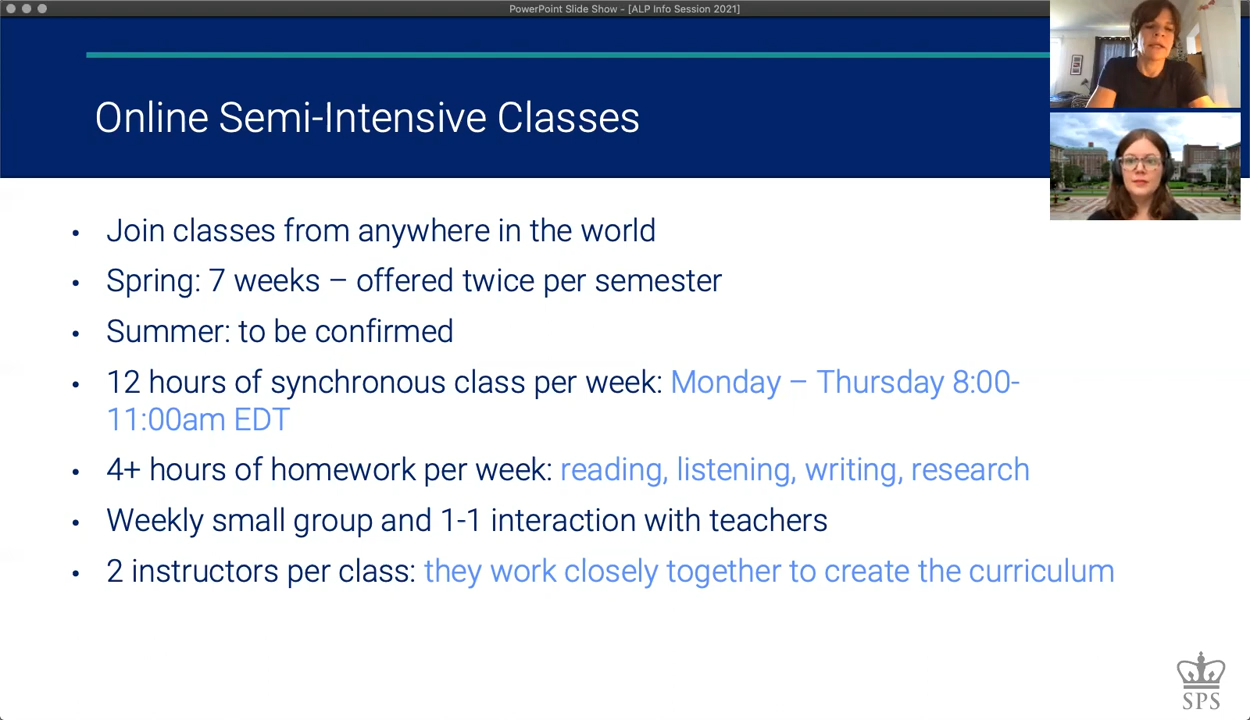 PowerPoint Slide Show - [ALP Info Session 2021]
Online Semi-Intensive Classes
• Join classes from anywhere in the world
• Spring: 7 weeks – offered twice per semester
• Summer: to be confirmed
• 12 hours of synchronous class per week: Monday – Thursday 8:00-
11:00am EDT
• 4+ hours of homework per week: reading, listening, writing, research
• Weekly small group and 1-1 interaction with teachers
• 2 instructors per class: they work closely together to create the curriculum
SPS